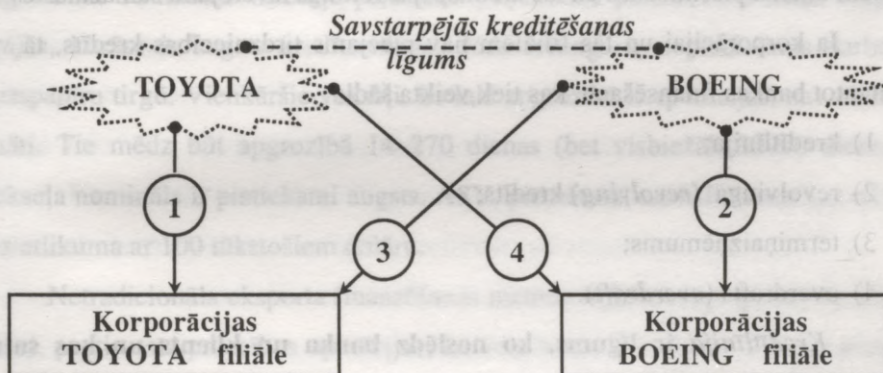 Savstarpējās kreditēšanas
līgums
TOYOTA
BOEING
1
2
3
4
Korporācijas
TOYOTA filiāle
Korporācijas
BOEING filiāle